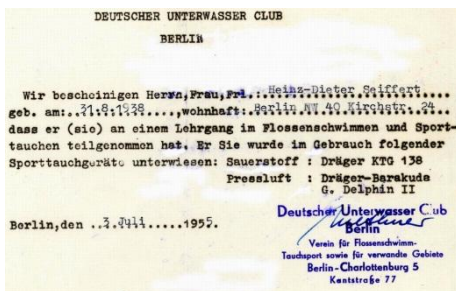 DEUTSCHER UNTERWASSER CLUB
BERLIN
Wir bescheinigen Herrn,Frau,Frl.:.Heinz-Dieter Seiffert....
geb. am:.31.8.1938.....,wohnhaft:.Berlin NW 40 Kirchstr. 24.
dass er (sie) an einem Lehrgang im Flossenschwimmen und Sport-
tauchen teilgenommen hat. Er Sie wurde im Gebrauch folgender
Sporttauchgeräte unterwiesen: Sauerstoff : Dräger KTG 138
Pressluft : Dräger-Barakuda
G. Delphin II
Berlin,den ..3.Juli.....1955.
Deutscher Unterwasser Club
Berlin
Verein für Flossenschwimm-
Tauchsport sowie für verwandte Gebiete
Berlin-Charlottenburg 5
Kantstraße 77